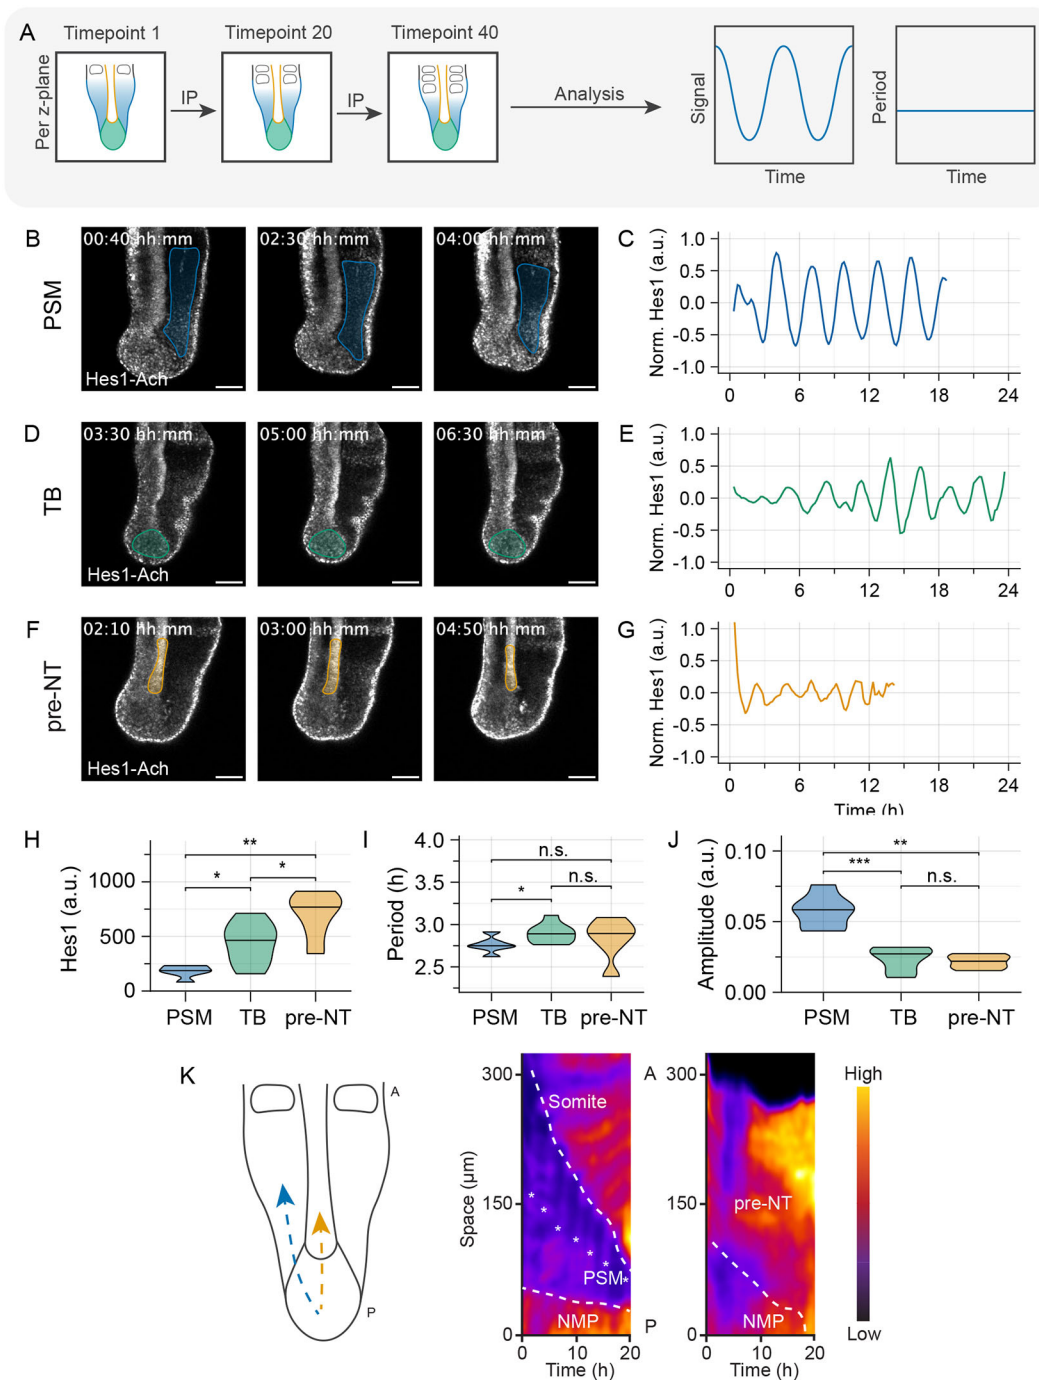 A
Timepoint 1
Timepoint 20
Timepoint 40
Per z-plane
IP
IP
Analysis
Signal
Time
Period
Time
B
PSM
00:40 hh:mm
02:30 hh:mm
04:00 hh:mm
Hes1-Ach
C
Norm. Hes1 (a.u.)
1.0
0.5
0.0
-0.5
-1.0
0 6 12 18 24
D
TB
03:30 hh:mm
05:00 hh:mm
06:30 hh:mm
Hes1-Ach
E
Norm. Hes1 (a.u.)
1.0
0.5
0.0
-0.5
-1.0
0 6 12 18 24
F
pre-NT
02:10 hh:mm
03:00 hh:mm
04:50 hh:mm
Hes1-Ach
G
Norm. Hes1 (a.u.)
1.0
0.5
0.0
-0.5
-1.0
0 6 12 18 24
Time (h)
H
Hes1 (a.u.)
1000
500
0
**
* *
PSM TB pre-NT
I
Period (h)
4.0
3.5
3.0
2.5
n.s.
* n.s.
PSM TB pre-NT
J
Amplitude (a.u.)
0.10
0.05
0.00
**
*** n.s.
PSM TB pre-NT
K
A
P
Space (µm)
300
150
0
Somite
PSM
NMP
0 10 20
Time (h)
A
P
300
150
0
pre-NT
NMP
0 10 20
Time (h)
High
Low